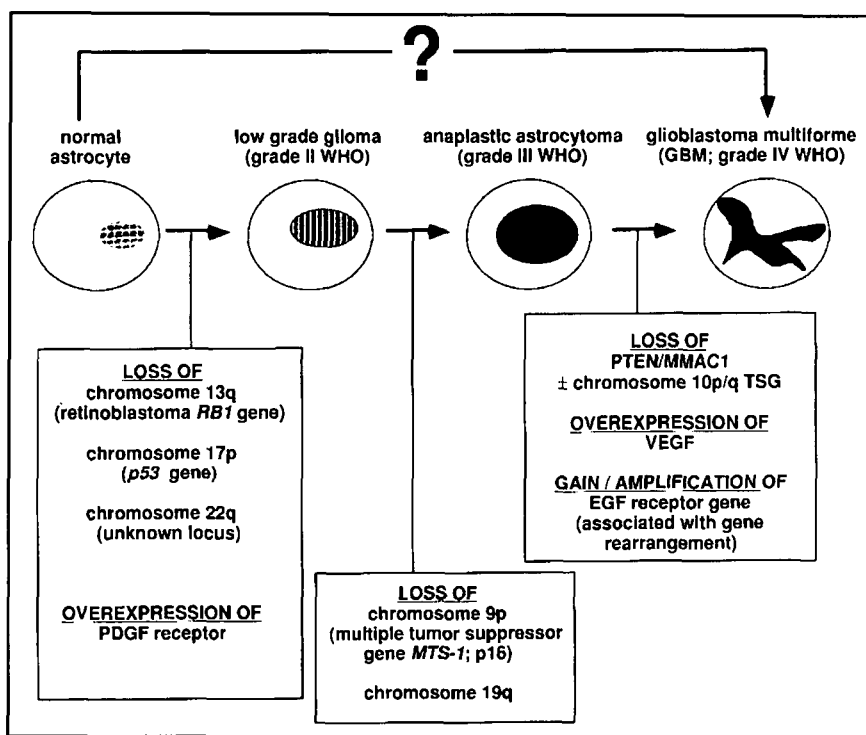 ?
normal
astrocyte
low grade glioma
(grade II WHO)
anaplastic astrocytoma
(grade III WHO)
glioblastoma multiforme
(GBM; grade IV WHO)
LOSS OF
chromosome 13q
(retinoblastoma RB1 gene)
chromosome 17p
(p53 gene)
chromosome 22q
(unknown locus)
OVEREXPRESSION OF
PDGF receptor
LOSS OF
chromosome 9p
(multiple tumor suppressor
gene MTS-1; p16)
chromosome 19q
LOSS OF
PTEN/MMAC1
± chromosome 10p/q TSG
OVEREXPRESSION OF
VEGF
GAIN / AMPLIFICATION OF
EGF receptor gene
(associated with gene
rearrangement)